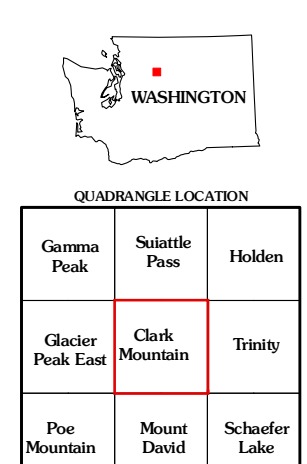 WASHINGTON
QUADRANGLE LOCATION
Gamma
Peak
Suiattle
Pass
Holden
Glacier
Peak East
Clark
Mountain
Trinity
Poe
Mountain
Mount
David
Schaefer
Lake